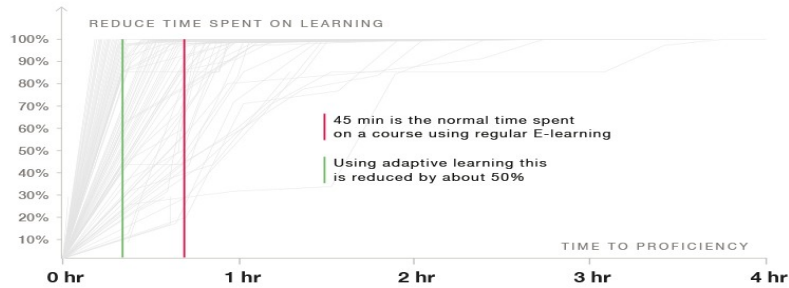 REDUCE TIME SPENT ON LEARNING
100%
90%
80%
70%
60%
50%
40%
30%
20%
10%
45 min is the normal time spent
on a course using regular E-learning
Using adaptive learning this
is reduced by about 50%
TIME TO PROFICIENCY
0 hr
1 hr
2 hr
3 hr
4 hr